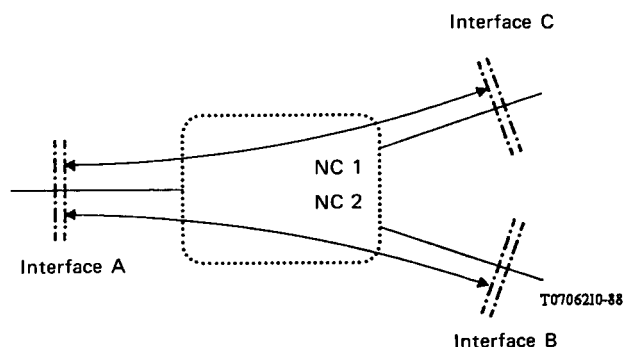 Interface C
NC 1
NC 2
Interface A
T0706210-88
Interface B